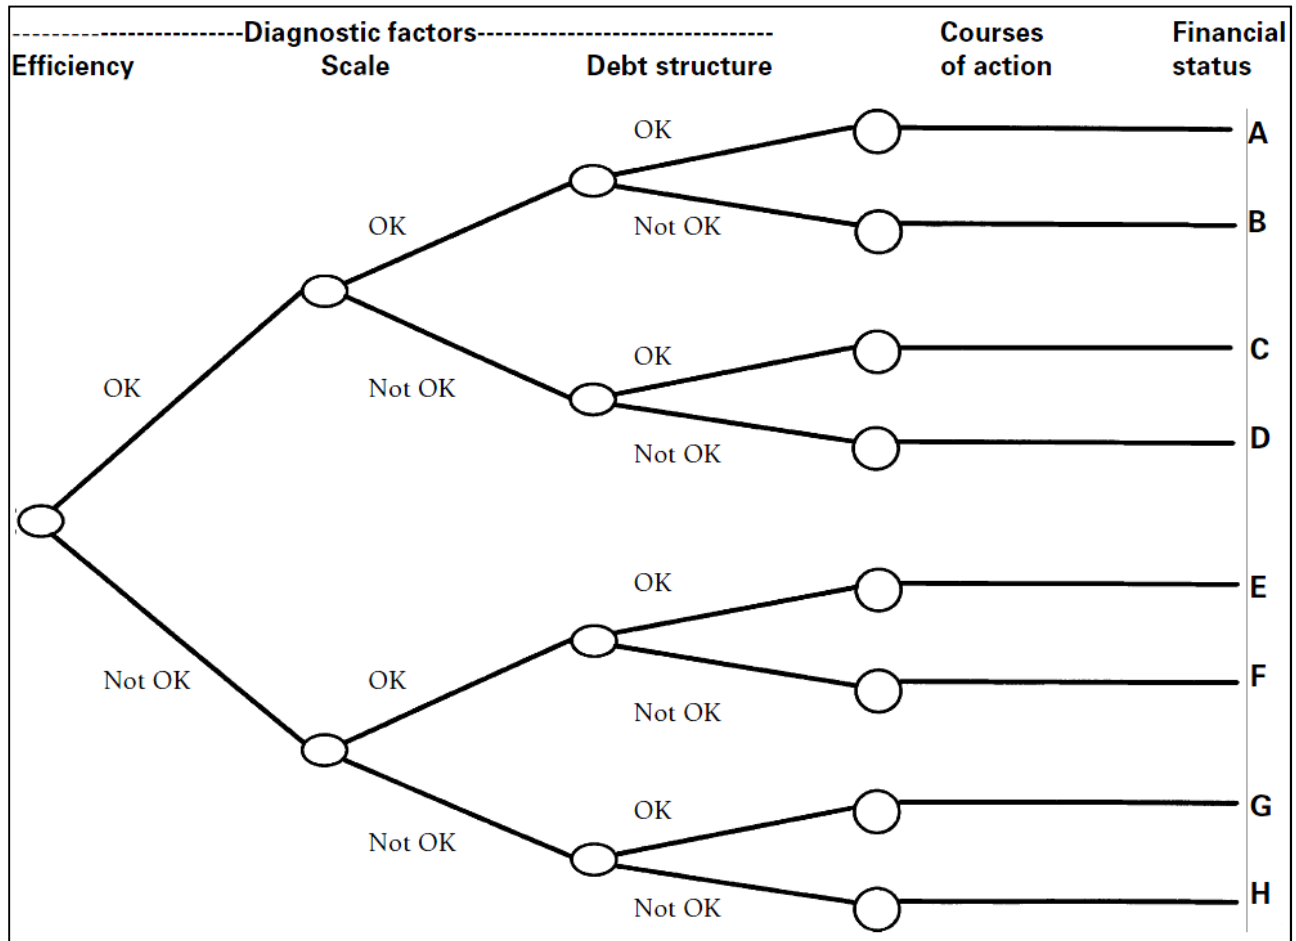 ------------------------Diagnostic factors--------------------------------- Courses Financial
Efficiency Scale Debt structure of action status
OK A
OK Not OK B
OK C
OK Not OK
Not OK D
OK E
Not OK OK F
Not OK
OK G
Not OK H
Not OK